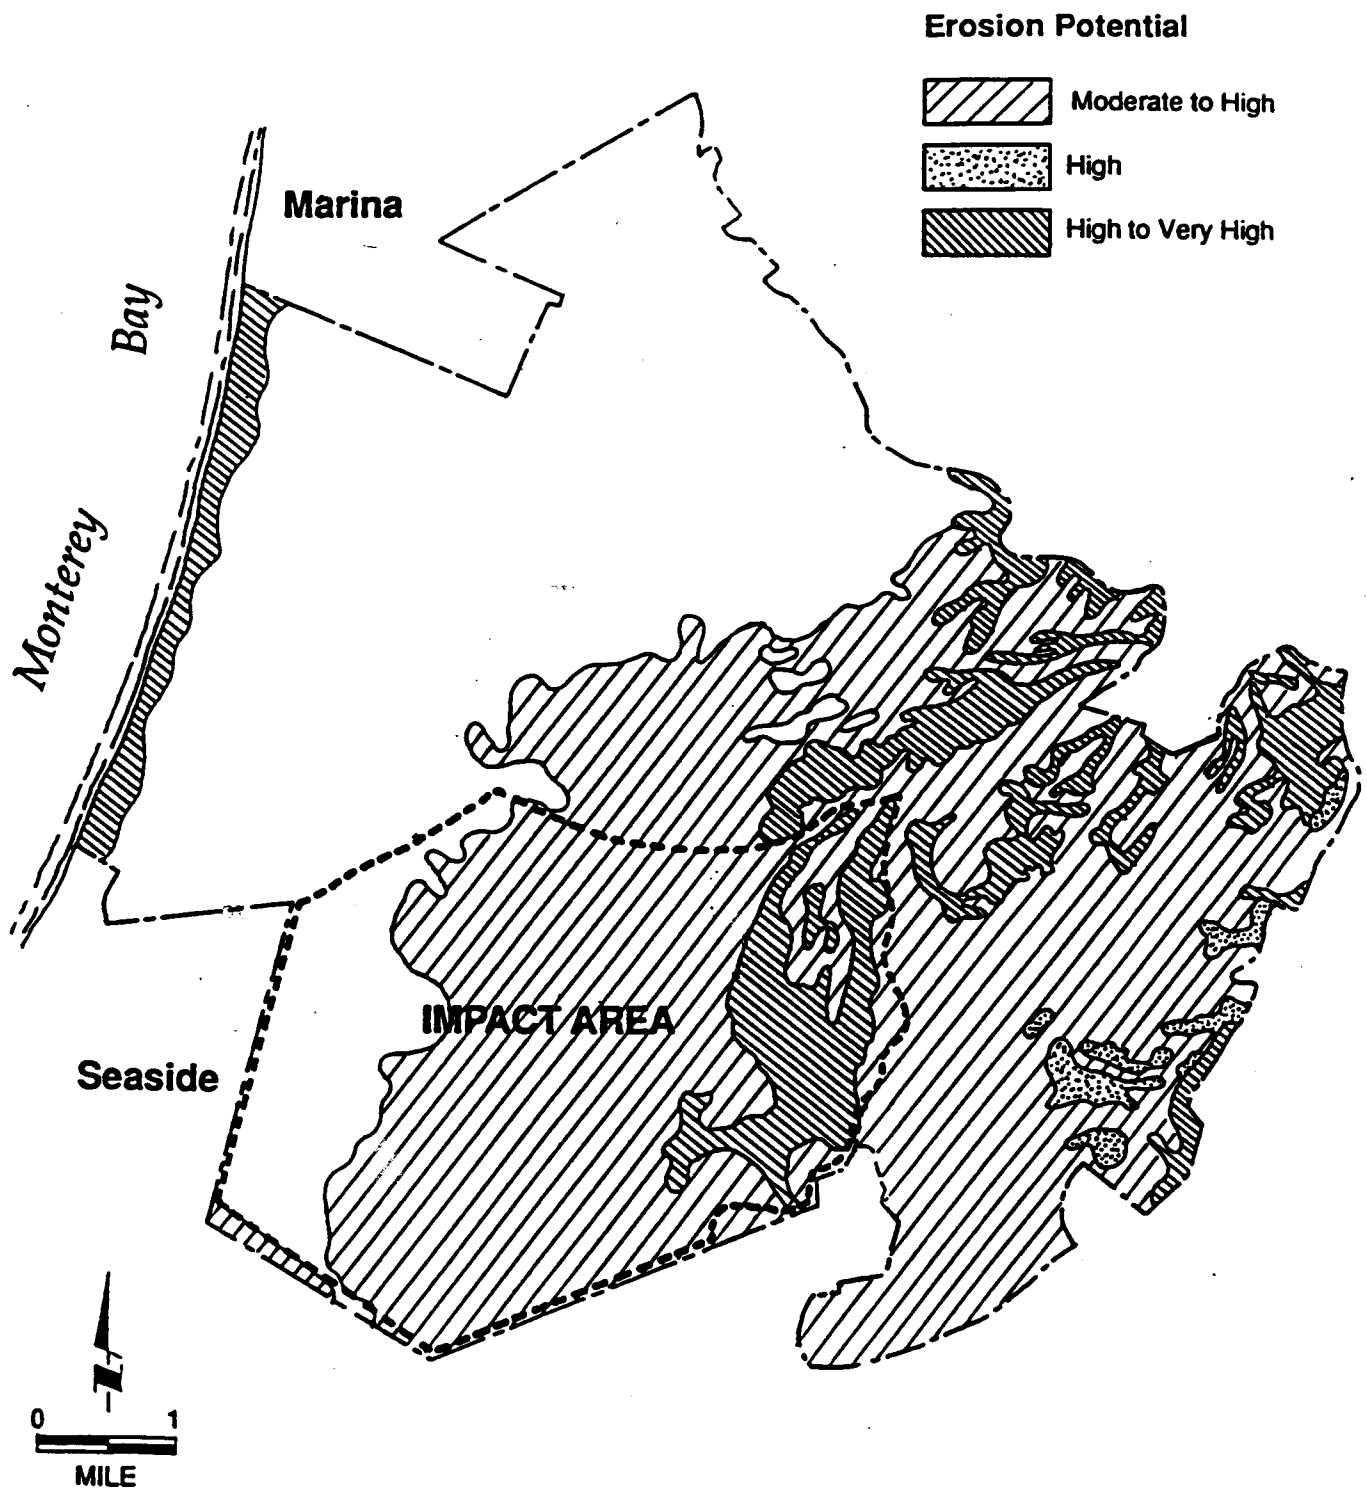 Erosion Potential
Moderate to High
High
High to Very High
Marina
Bay
Monterey
IMPACT AREA
Seaside
0 1
MILE